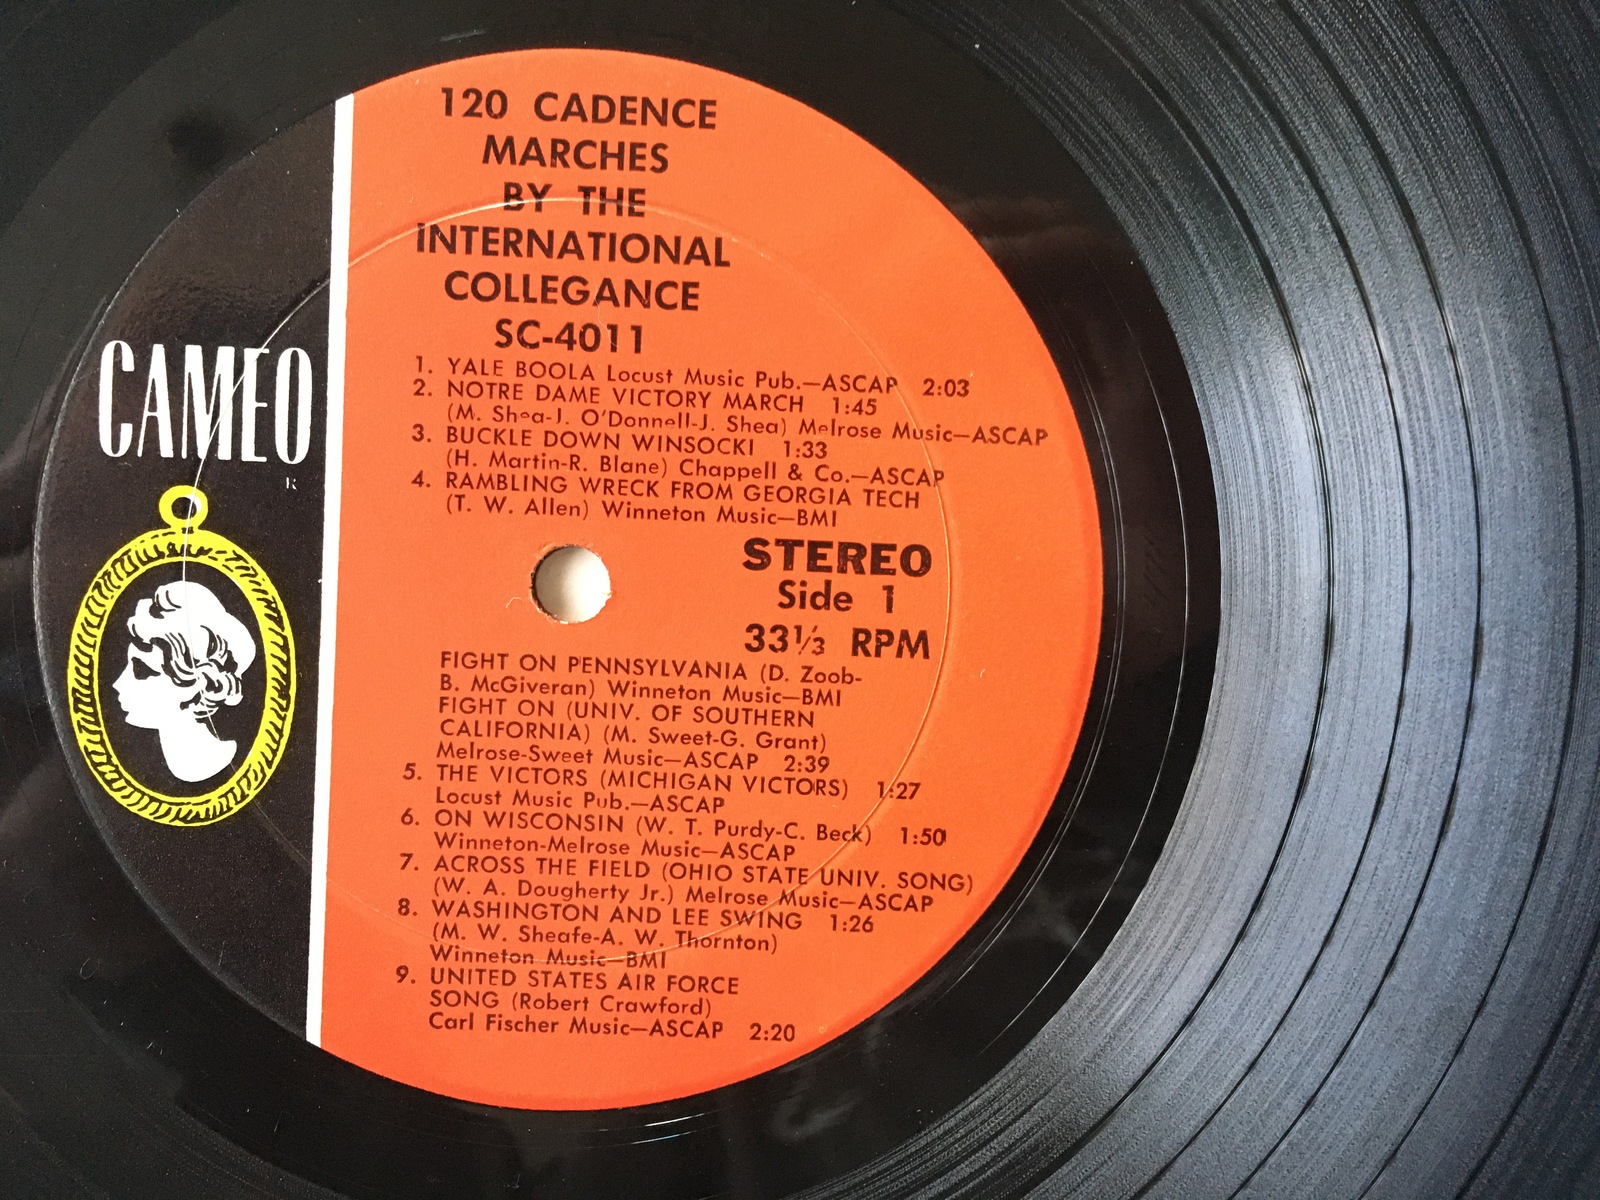 120 CADENCE
MARCHES
BY THE
INTERNATIONAL
COLLEGANCE
SC-4011
1. YALE BOOLA Locust Music Pub.—ASCAP 2:03
2. NOTRE DAME VICTORY MARCH 1:45
(M. Shea-J. O'Donnell-J. Shea) Melrose Music—ASCAP
3. BUCKLE DOWN WINSOCKI 1:33
(H. Martin-R. Blane) Chappell & Co.—ASCAP
4. RAMBLING WRECK FROM GEORGIA TECH
(T. W. Allen) Winneton Music—BMI
CAMEO
R
STEREO
Side 1
33⅓ RPM
FIGHT ON PENNSYLVANIA (D. Zoob-
B. McGiveran) Winneton Music—BMI
FIGHT ON (UNIV. OF SOUTHERN
CALIFORNIA) (M. Sweet-G. Grant)
Melrose-Sweet Music—ASCAP 2:39
5. THE VICTORS (MICHIGAN VICTORS) 1:27
Locust Music Pub.—ASCAP
6. ON WISCONSIN (W. T. Purdy-C. Beck) 1:50
Winneton-Melrose Music—ASCAP
7. ACROSS THE FIELD (OHIO STATE UNIV. SONG)
(W. A. Dougherty Jr.) Melrose Music—ASCAP
8. WASHINGTON AND LEE SWING 1:26
(M. W. Sheafe-A. W. Thornton)
Winneton Music—BMI
9. UNITED STATES AIR FORCE
SONG (Robert Crawford)
Carl Fischer Music—ASCAP 2:20